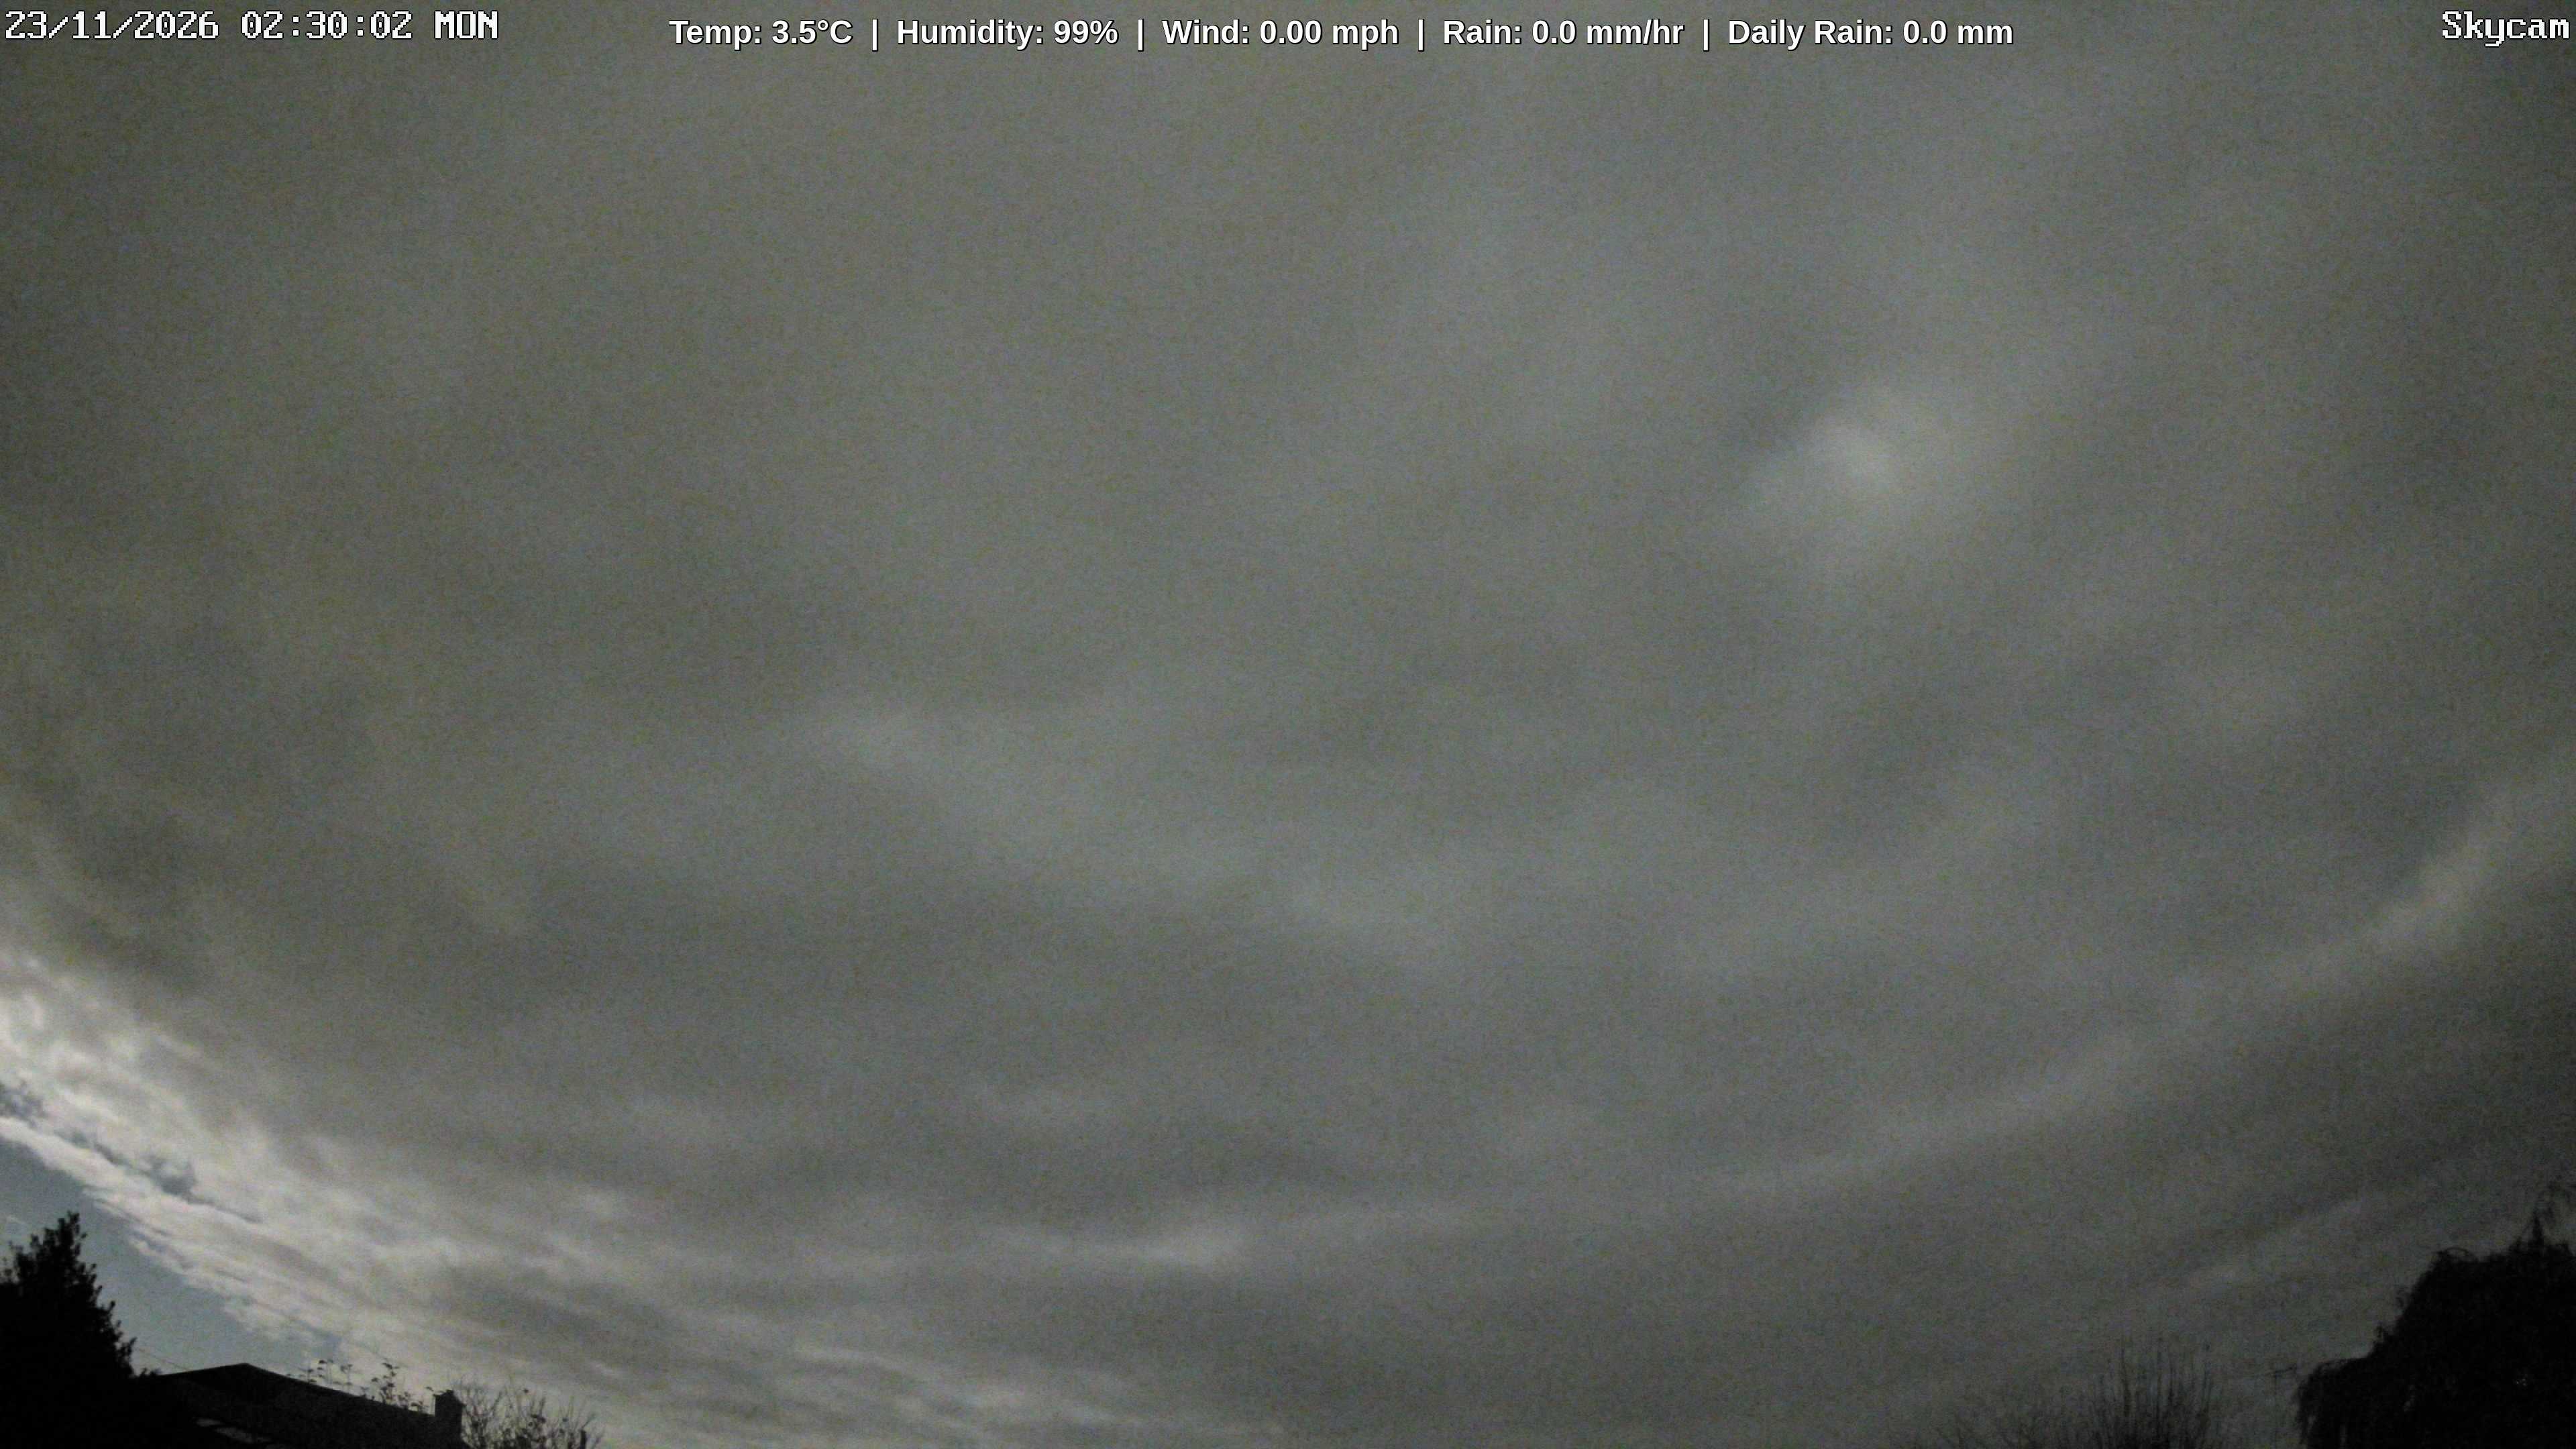 23/11/2026 02:30:02 MON
Temp: 3.5°C | Humidity: 99% | Wind: 0.00 mph | Rain: 0.0 mm/hr | Daily Rain: 0.0 mm
Skycam